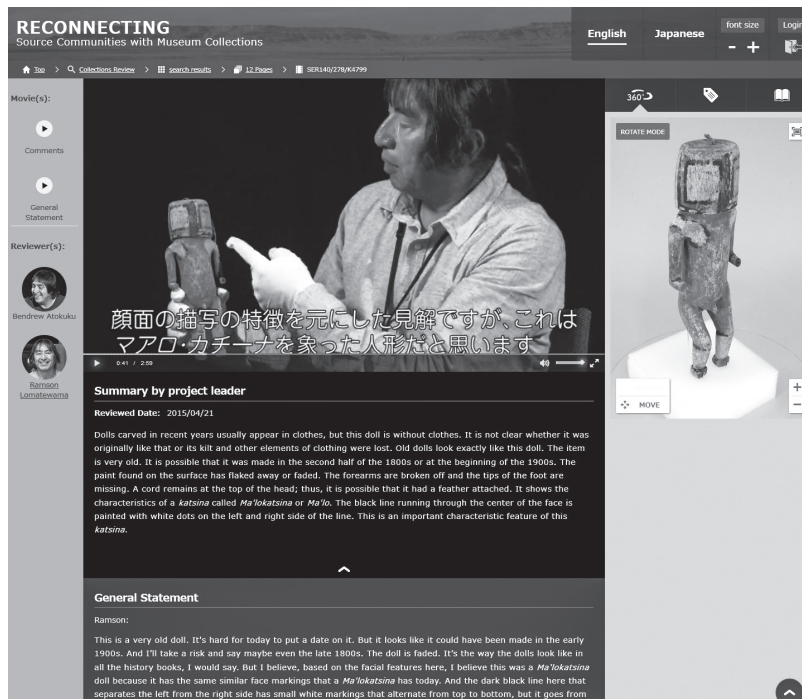 RECONNECTING
Source Communities with Museum Collections
English
Japanese
font size
- +
Login
Top > Collections Review > search results > 12 Pages > SER140/278/K4799
Movie(s):
Comments
General
Statement
Reviewer(s):
Bendrew Atokuku
Ramson
Lomatewama
顔面の描写の特徴を元にした見解ですが、これは
マアロ・カチーナを象った人形だと思います
0:41 / 2:59
360°
ROTATE MODE
MOVE
+
-
Summary by project leader
Reviewed Date: 2015/04/21
Dolls carved in recent years usually appear in clothes, but this doll is without clothes. It is not clear whether it was
originally like that or its kilt and other elements of clothing were lost. Old dolls look exactly like this doll. The item
is very old. It is possible that it was made in the second half of the 1800s or at the beginning of the 1900s. The
paint found on the surface has flaked away or faded. The forearms are broken off and the tips of the foot are
missing. A cord remains at the top of the head; thus, it is possible that it had a feather attached. It shows the
characteristics of a katsina called Ma'lokatsina or Ma'lo. The black line running through the center of the face is
painted with white dots on the left and right side of the line. This is an important characteristic feature of this
katsina.
General Statement
Ramson:
This is a very old doll. It's hard for today to put a date on it. But it looks like it could have been made in the early
1900s. And I'll take a risk and say maybe even the late 1800s. The doll is faded. It's the way the dolls look like in
all the history books, I would say. But I believe, based on the facial features here, I believe this was a Ma'lokatsina
doll because it has the same similar face markings that a Ma'lokatsina has today. And the dark black line here that
separates the left from the right side has small white markings that alternate from top to bottom, but it goes from